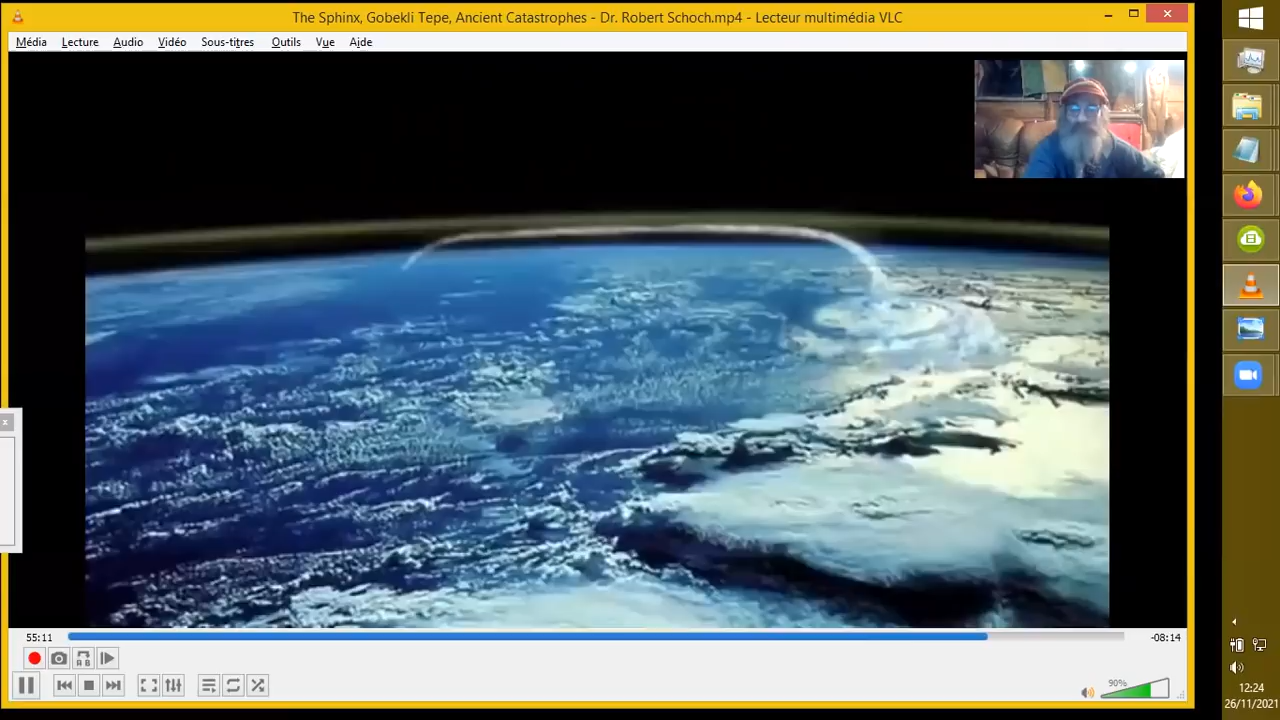 The Sphinx, Gobekli Tepe, Ancient Catastrophes - Dr. Robert Schoch.mp4 - Lecteur multimédia VLC
Média Lecture Audio Vidéo Sous-titres Outils Vue Aide
55:11 -08:14
A B
90%
12:24
26/11/2021